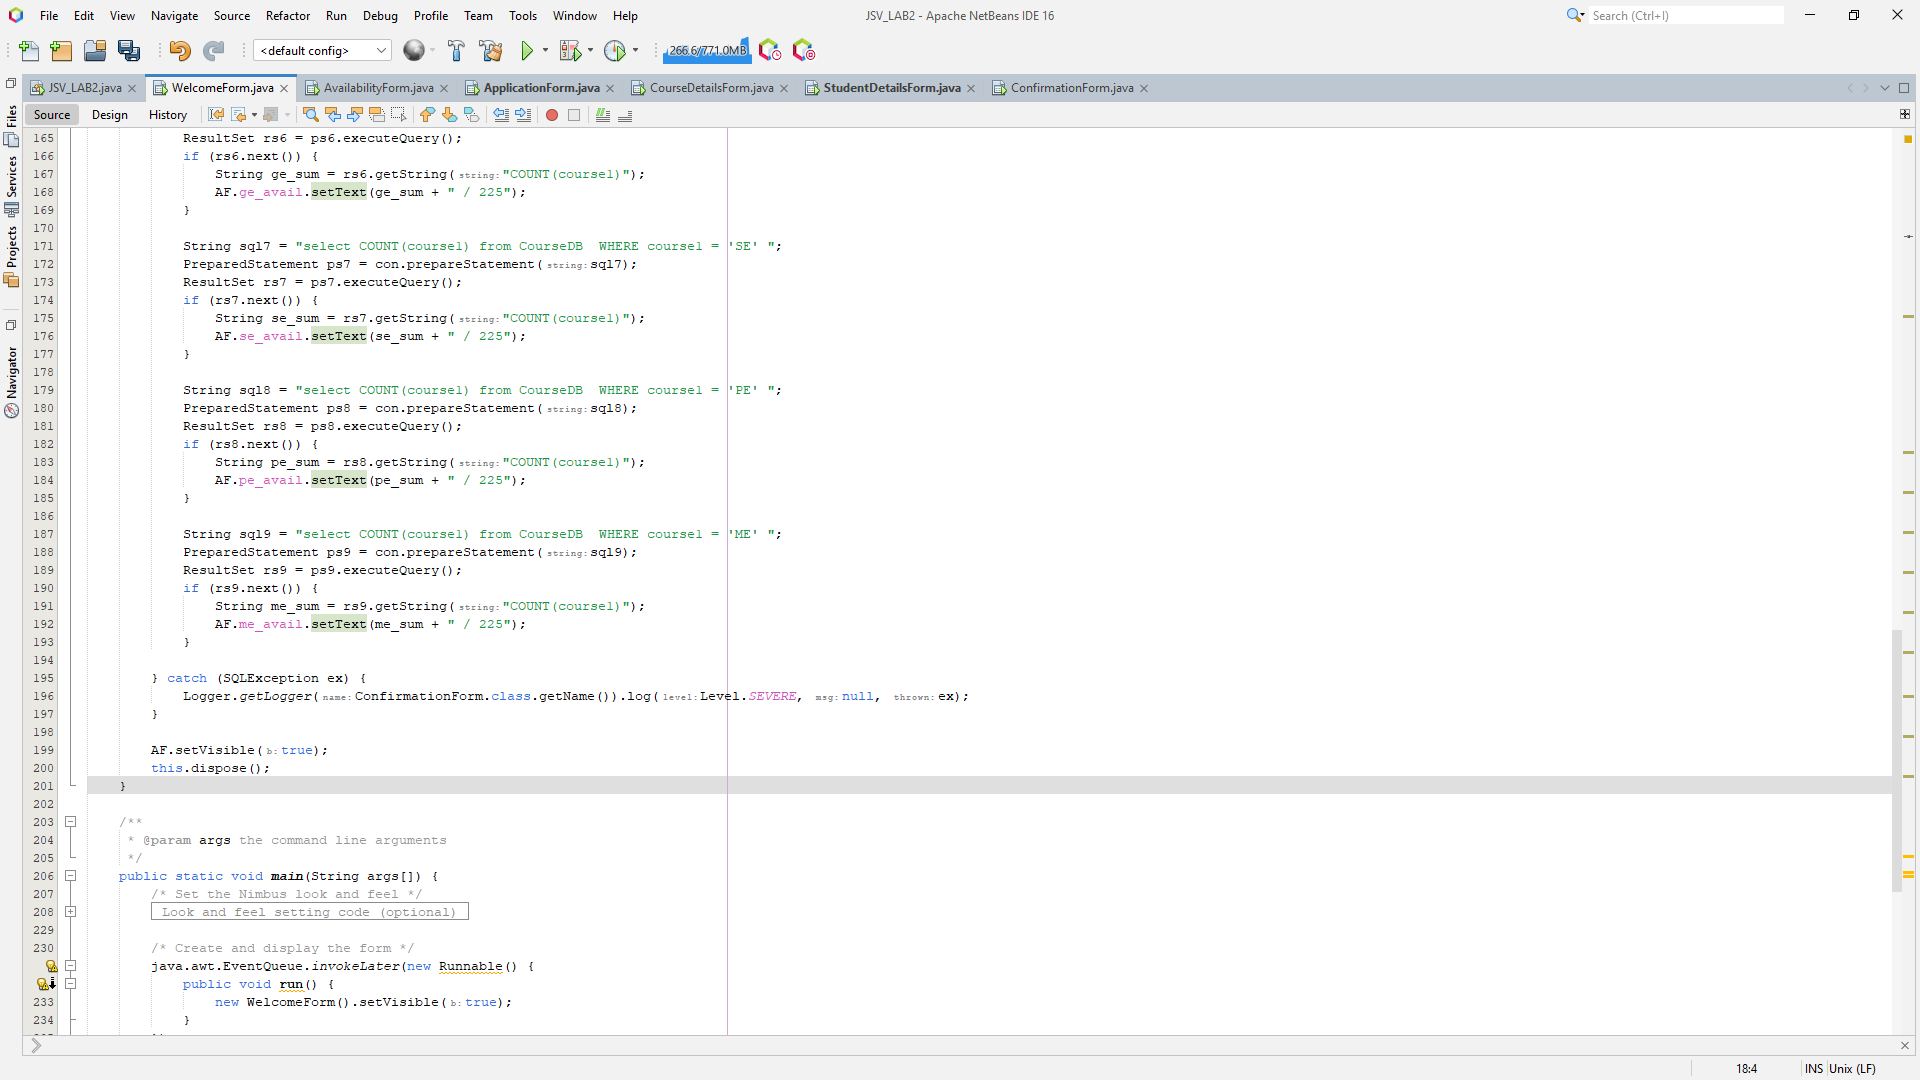 File Edit View Navigate Source Refactor Run Debug Profile Team Tools Window Help
JSV_LAB2 - Apache NetBeans IDE 16
Search (Ctrl+I)
<default config>
266.6/771.0MB
JSV_LAB2.java WelcomeForm.java AvailabilityForm.java ApplicationForm.java CourseDetailsForm.java StudentDetailsForm.java ConfirmationForm.java
Source Design History
Files
Services
Projects
Navigator
165 ResultSet rs6 = ps6.executeQuery();
166 if (rs6.next()) {
167 String ge_sum = rs6.getString( string: "COUNT(course1)");
168 AF.ge_avail.setText(ge_sum + " / 225");
169 }
170
171 String sql7 = "select COUNT(course1) from CourseDB  WHERE course1 = 'SE' ";
172 PreparedStatement ps7 = con.prepareStatement( string: sql7);
173 ResultSet rs7 = ps7.executeQuery();
174 if (rs7.next()) {
175 String se_sum = rs7.getString( string: "COUNT(course1)");
176 AF.se_avail.setText(se_sum + " / 225");
177 }
178
179 String sql8 = "select COUNT(course1) from CourseDB  WHERE course1 = 'PE' ";
180 PreparedStatement ps8 = con.prepareStatement( string: sql8);
181 ResultSet rs8 = ps8.executeQuery();
182 if (rs8.next()) {
183 String pe_sum = rs8.getString( string: "COUNT(course1)");
184 AF.pe_avail.setText(pe_sum + " / 225");
185 }
186
187 String sql9 = "select COUNT(course1) from CourseDB  WHERE course1 = 'ME' ";
188 PreparedStatement ps9 = con.prepareStatement( string: sql9);
189 ResultSet rs9 = ps9.executeQuery();
190 if (rs9.next()) {
191 String me_sum = rs9.getString( string: "COUNT(course1)");
192 AF.me_avail.setText(me_sum + " / 225");
193 }
194
195 } catch (SQLException ex) {
196 Logger.getLogger( name: ConfirmationForm.class.getName()).log( level: Level.SEVERE, msg: null, thrown: ex);
197 }
198
199 AF.setVisible( b: true);
200 this.dispose();
201 }
202
203 /**
204 * @param args the command line arguments
205 */
206 public static void main(String args[]) {
207 /* Set the Nimbus look and feel */
208 Look and feel setting code (optional)
229
230 /* Create and display the form */
java.awt.EventQueue.invokeLater(new Runnable() {
public void run() {
233 new WelcomeForm().setVisible( b: true);
234 }
18:4 INS Unix (LF)